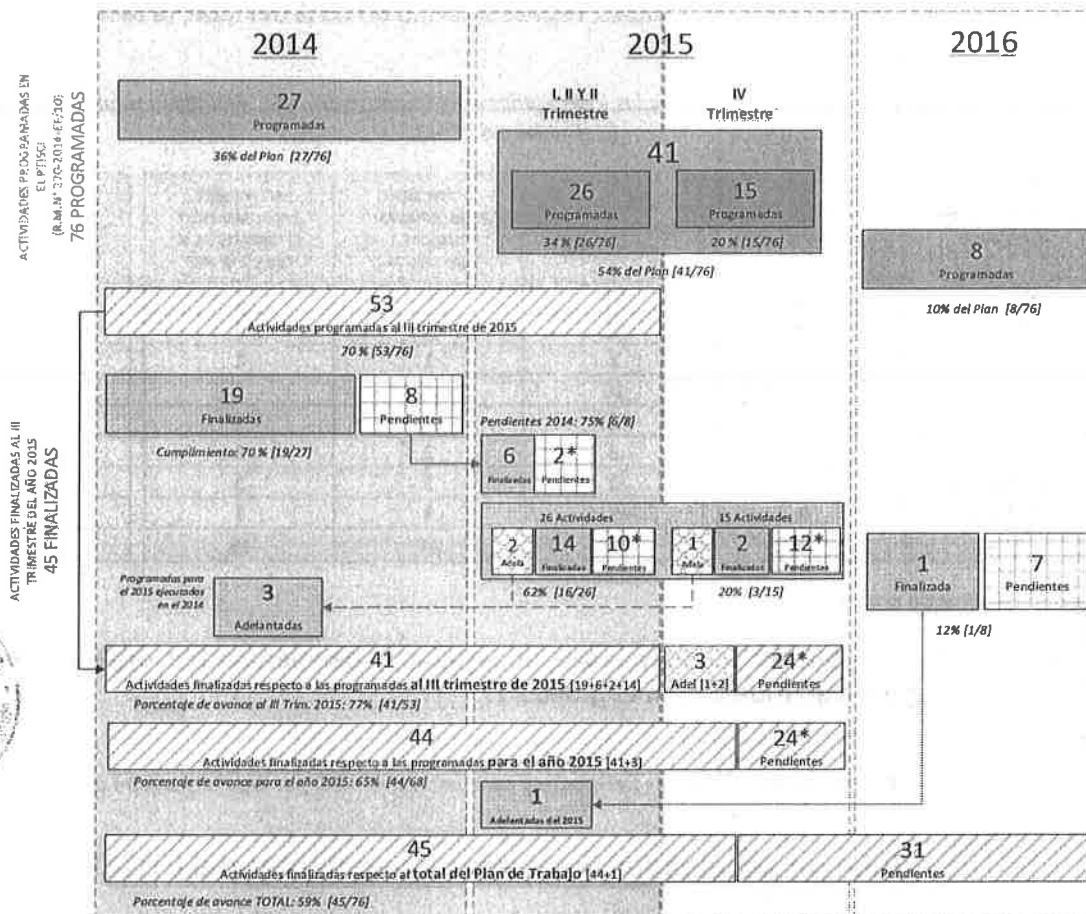 2014
2015
2016
ACTIVIDADES PROGRAMADAS EN
EL PTISCI
76 PROGRAMADAS
27
Programadas
36% del Plan [27/76]
I, II Y II
Trimestre
IV
Trimestre
41
26
Programadas
15
Programadas
34% [26/76]
20% [15/76]
54% del Plan [41/76]
8
Programadas
10% del Plan [8/76]
53
Actividades programadas al III trimestre de 2015
70% [53/76]
ACTIVIDADES FINALIZADAS AL III
TRIMESTRE DEL AÑO 2015
45 FINALIZADAS
19
Finalizadas
8
Pendientes
Cumplimiento: 70% [19/27]
Pendientes 2014: 75% [6/8]
6
Finalizadas
2*
Pendientes
26 Actividades
15 Actividades
2
Adela
14
Finalizadas
10*
Pendientes
1
Adela
2
Finalizadas
12*
Pendientes
62% [16/26]
20% [3/15]
1
Finalizada
7
Pendientes
12% [1/8]
Programadas para
el 2015 ejecutadas
en el 2014
3
Adelantadas
41
Actividades finalizadas respecto a las programadas al III trimestre de 2015 [19+6+2+14]
3
Adel [1+2]
24*
Pendientes
Porcentaje de avance al III Trim. 2015: 77% [41/53]
44
Actividades finalizadas respecto a las programadas para el año 2015 [41+3]
24*
Pendientes
Porcentaje de avance para el año 2015: 65% [44/68]
1
Adelantadas del 2015
45
Actividades finalizadas respecto al total del Plan de Trabajo [44+1]
31
Pendientes
Porcentaje de avance TOTAL: 59% [45/76]